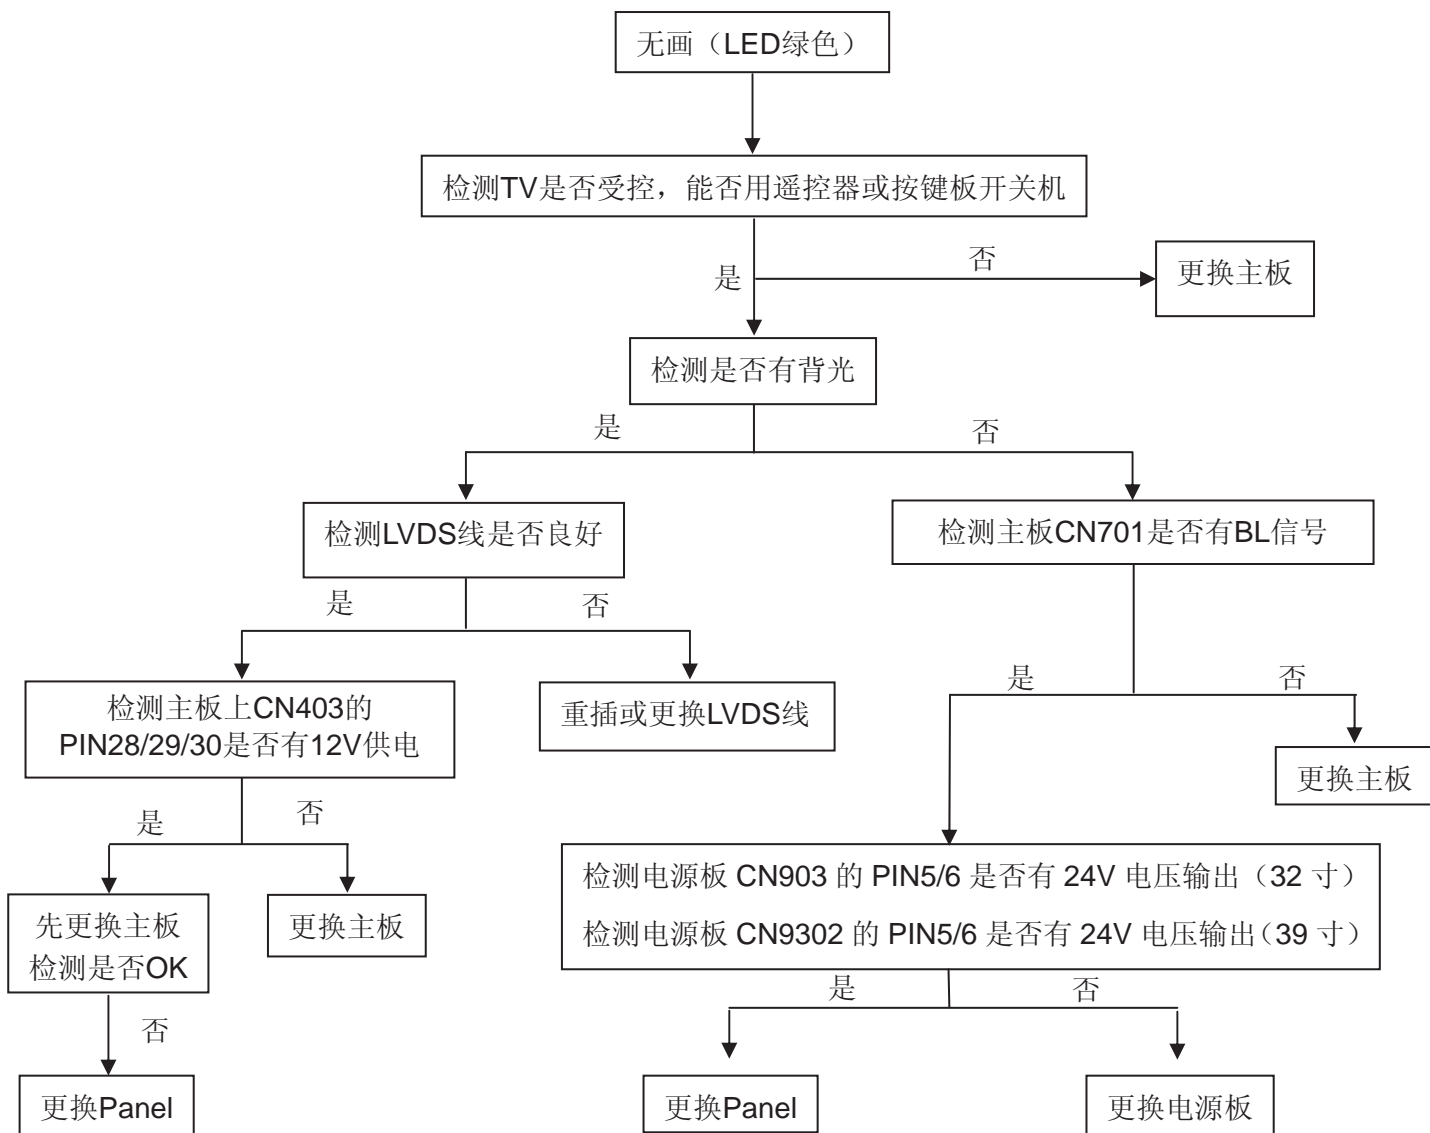 无画（LED绿色）
检测TV是否受控，能否用遥控器或按键板开关机
是
否
更换主板
检测是否有背光
是
否
检测LVDS线是否良好
检测主板CN701是否有BL信号
是
否
是
否
检测主板上CN403的
PIN28/29/30是否有12V供电
重插或更换LVDS线
更换主板
是
否
检测电源板 CN903 的 PIN5/6 是否有 24V 电压输出（32 寸）
检测电源板 CN9302 的 PIN5/6 是否有 24V 电压输出（39 寸）
先更换主板
检测是否OK
更换主板
是
否
否
更换Panel
更换Panel
更换电源板